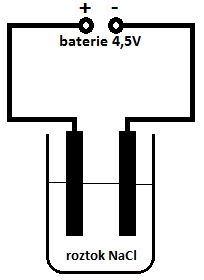 + -
baterie 4,5V
roztok NaCl